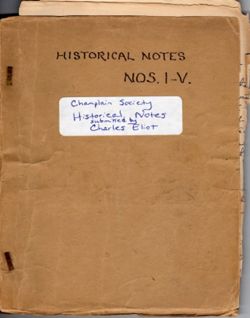 HISTORICAL NOTES
NOS. I-V.
Champlain Society
Historical Notes
submitted by
Charles Eliot